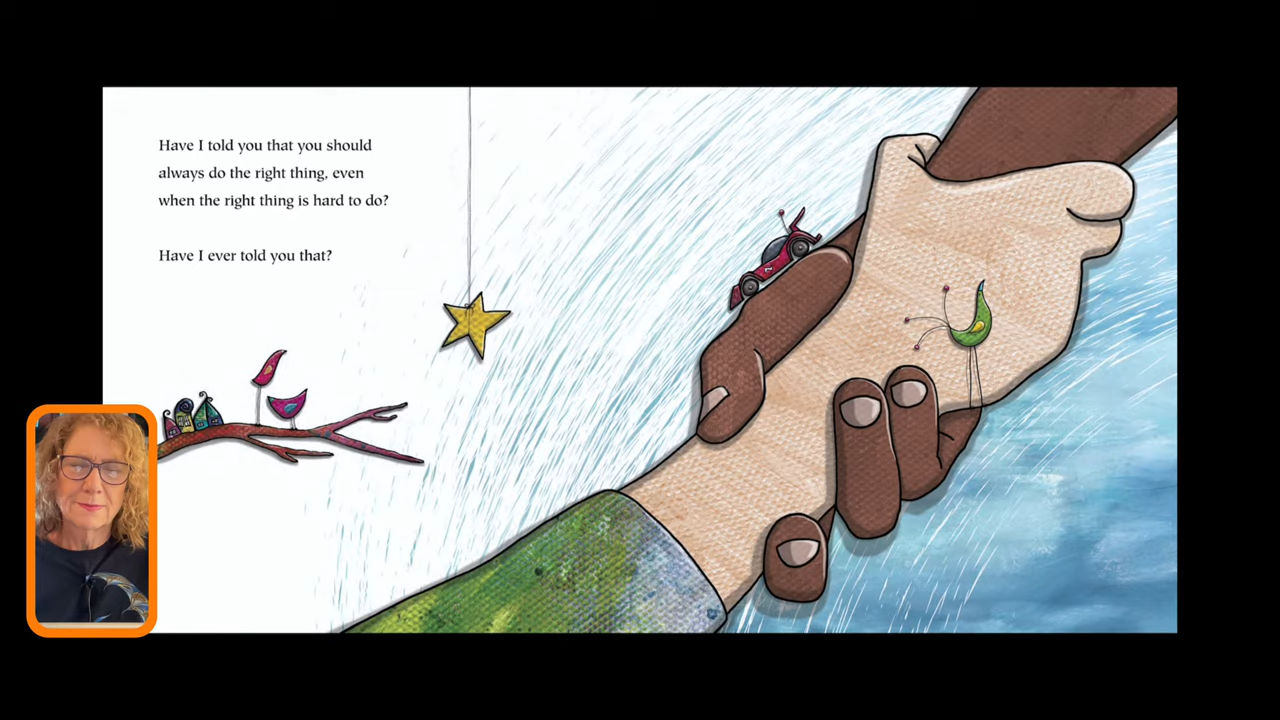 Have I told you that you should
always do the right thing, even
when the right thing is hard to do?
Have I ever told you that?